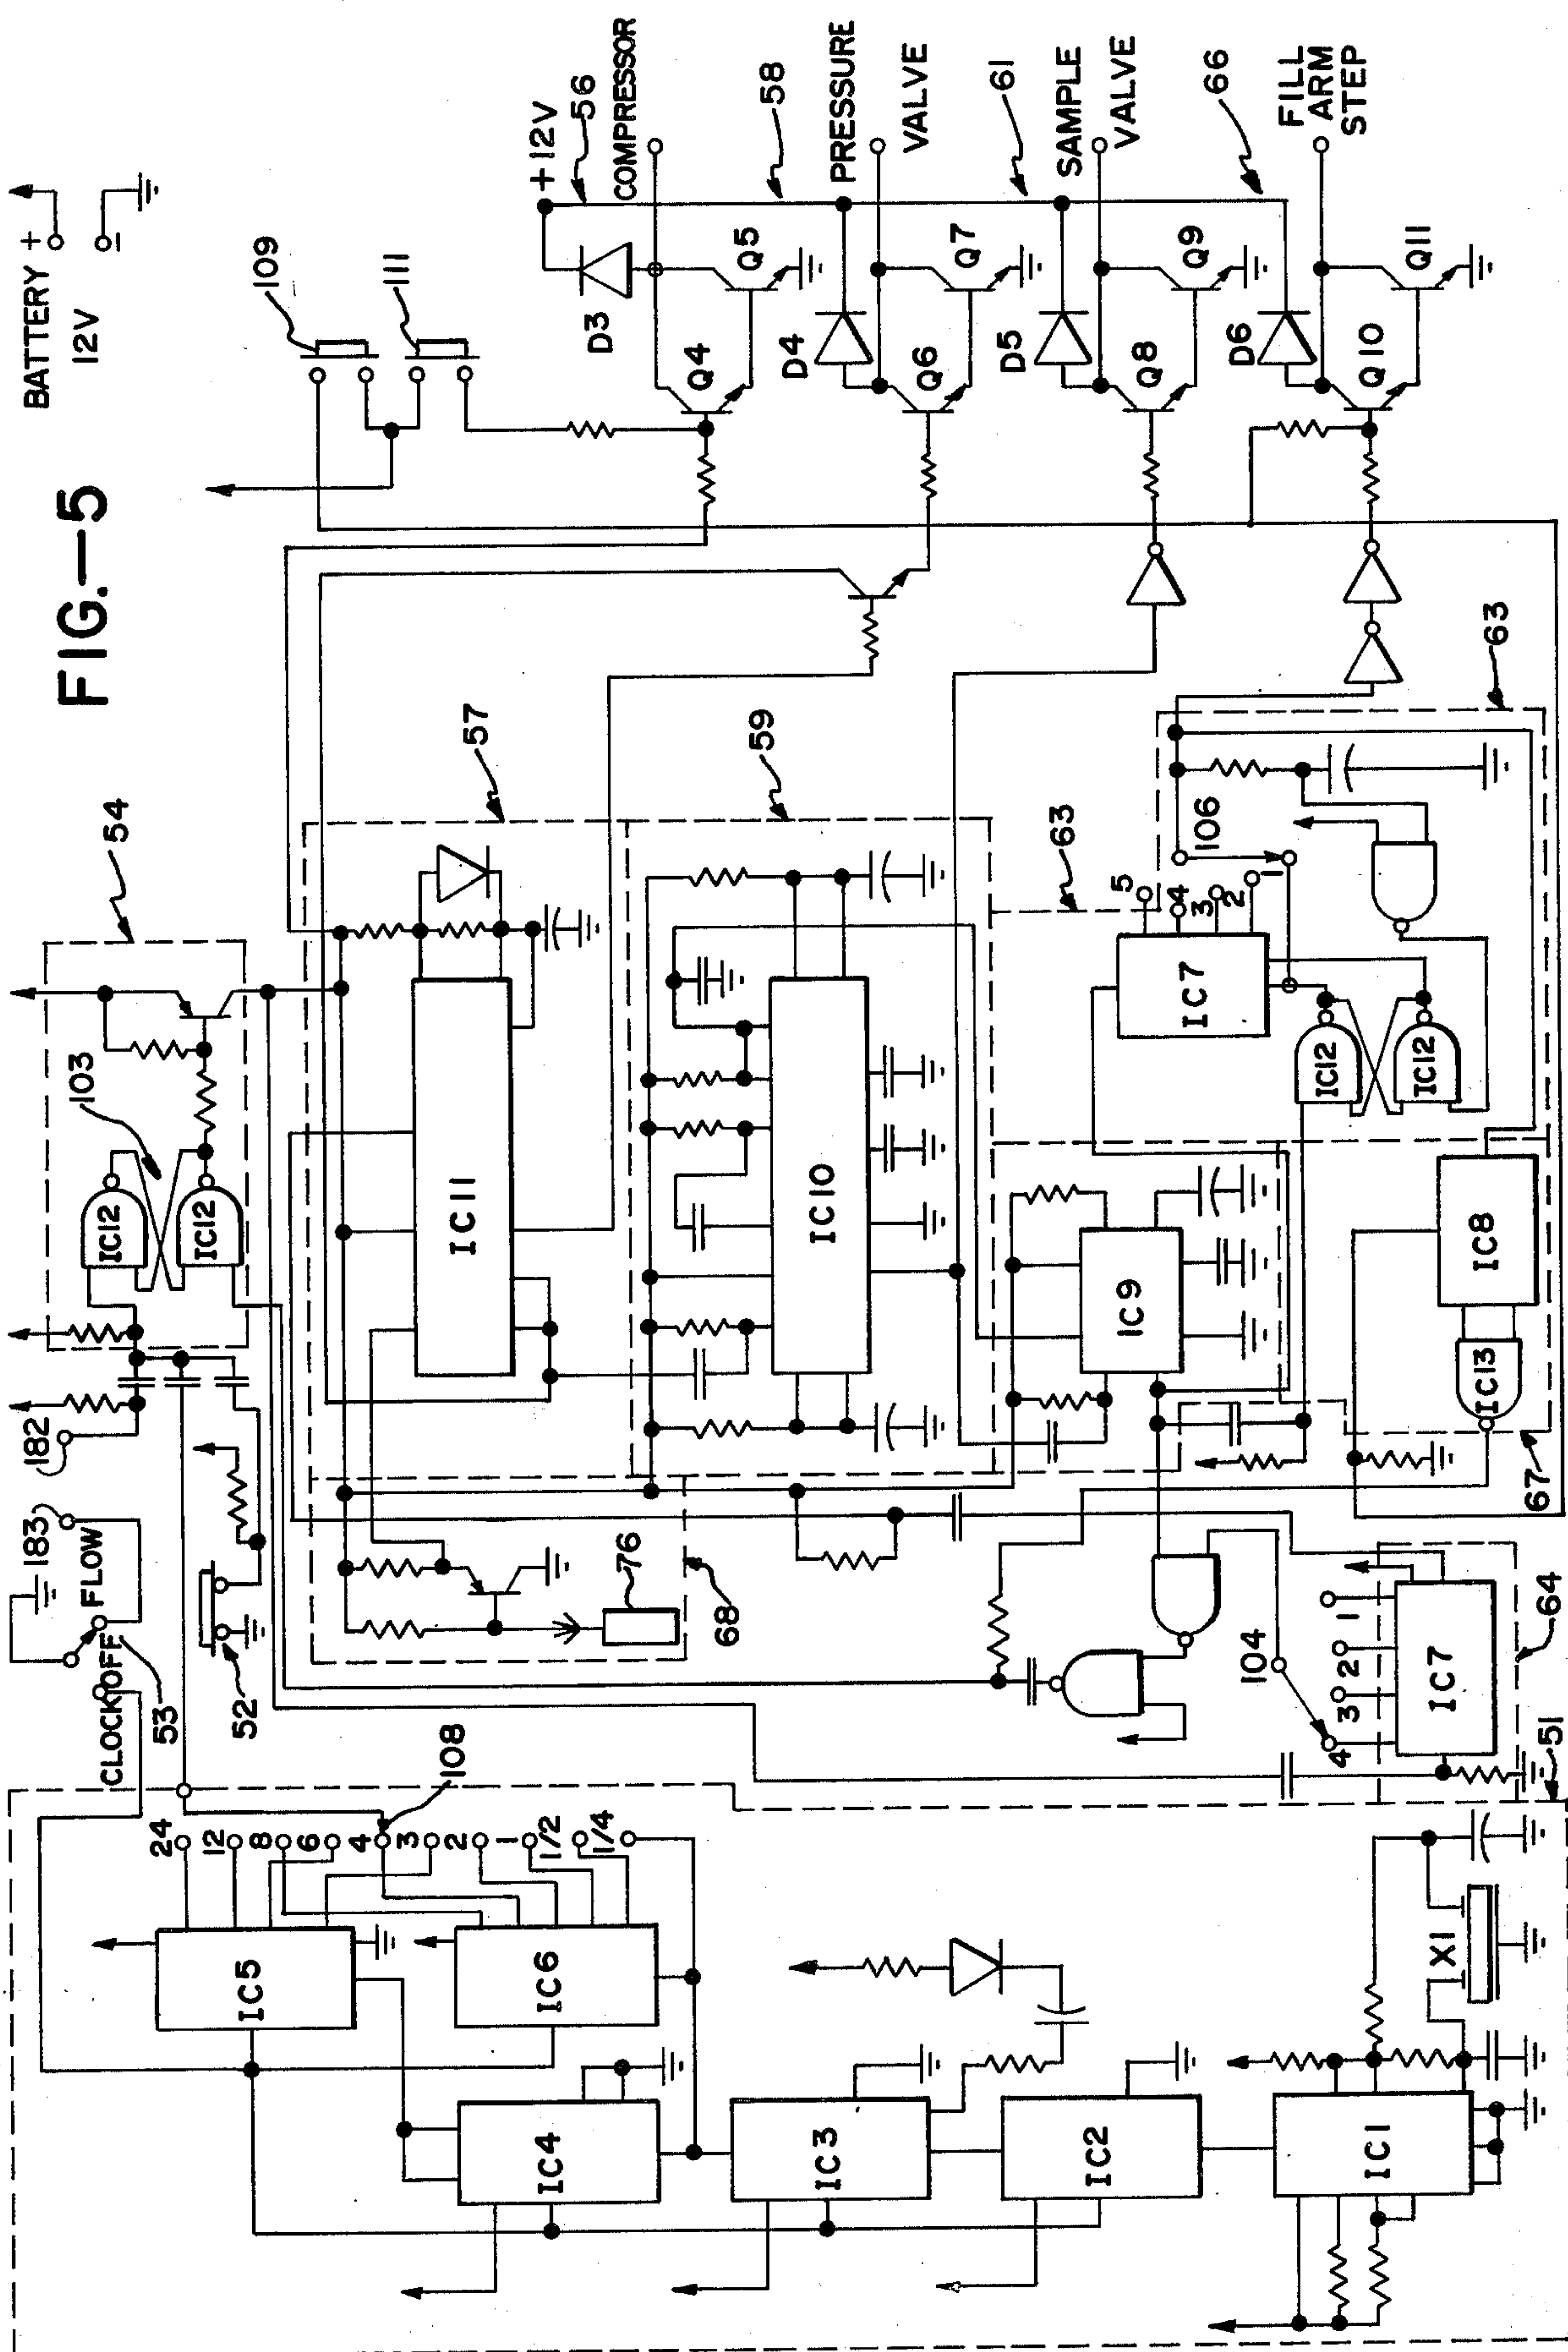 FIG.—5
BATTERY +
12V −
109
111
+12V
56
COMPRESSOR
58
PRESSURE
VALVE
61
SAMPLE
VALVE
66
FILL
ARM
STEP
D3
Q4
Q5
D4
Q6
Q7
D5
Q8
Q9
D6
Q10
Q11
54
103
IC12
IC12
57
IC11
59
IC10
63
63
106
5
4
3
2
1
IC7
IC12
IC12
IC9
IC8
IC13
67
182
183
FLOW
OFF
CLOCK
53
52
76
68
104
1
2
3
4
IC7
64
51
108
24
12
8
6
4
3
2
1
1/2
1/4
IC5
IC6
IC4
IC3
IC2
IC1
X1